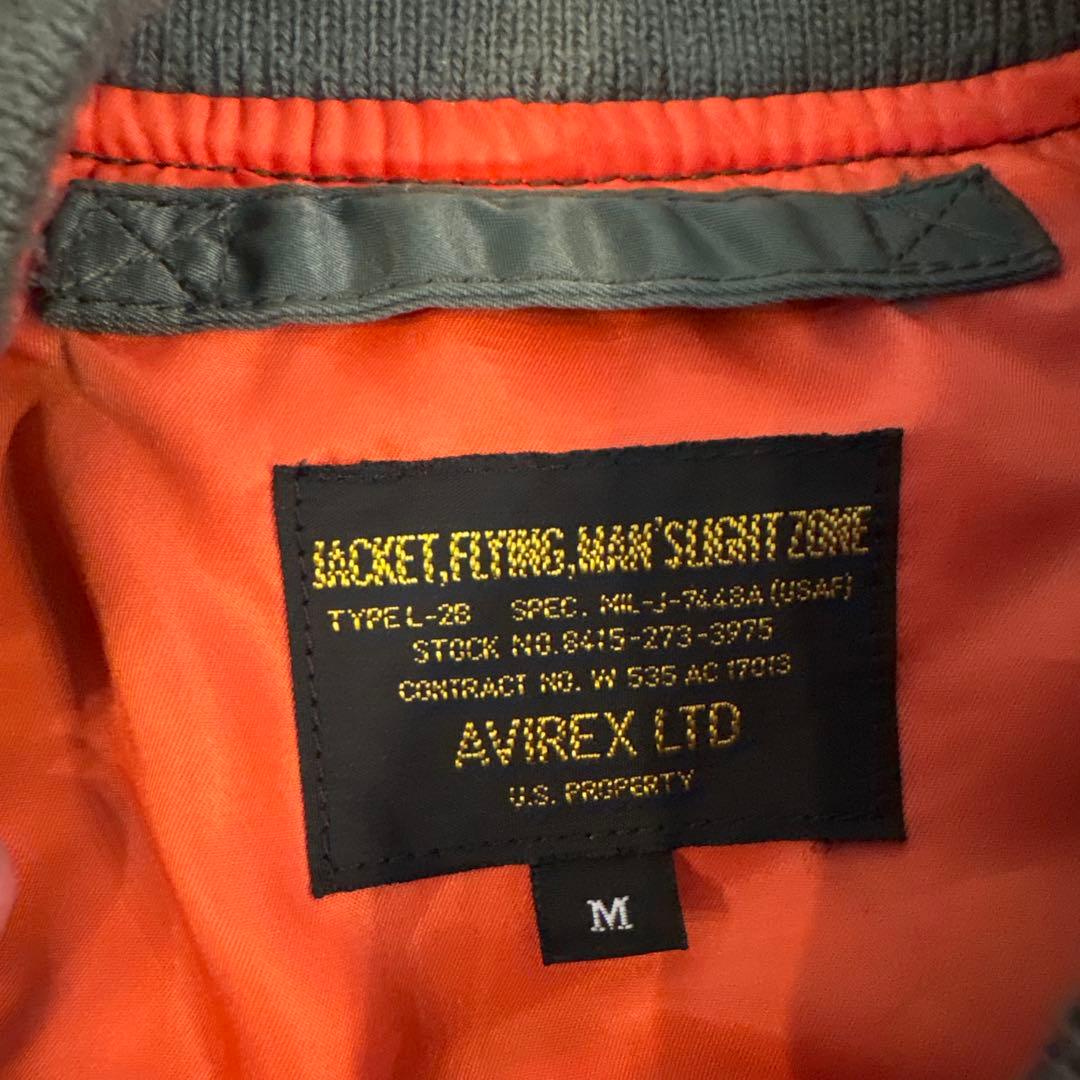 JACKET,FLYING,MAN'SLIGHT ZONE
TYPE L-2B SPEC. MIL-J-7448A (USAF)
STOCK NO.8415-273-3975
CONTRACT NO. W 535 AC 17013
AVIREX LTD
U.S. PROPERTY
M